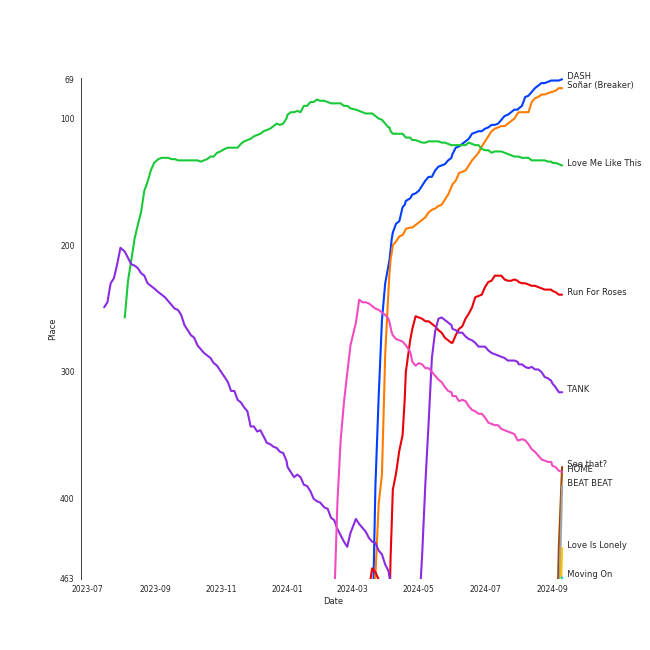 69
100
200
300
400
463
Place
2023-07
2023-09
2023-11
2024-01
2024-03
2024-05
2024-07
2024-09
Date
DASH
Soñar (Breaker)
Love Me Like This
Run For Roses
TANK
See that?
HOME
BEAT BEAT
Love Is Lonely
Moving On